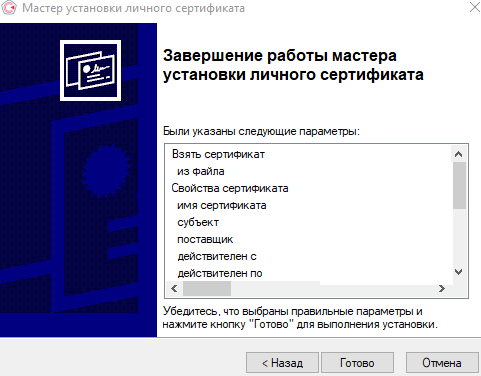 Мастер установки личного сертификата
Завершение работы мастера
установки личного сертификата
Были указаны следующие параметры:
Взять сертификат
из файла
Свойства сертификата
имя сертификата
субъект
поставщик
действителен с
действителен по
Убедитесь, что выбраны правильные параметры и
нажмите кнопку "Готово" для выполнения установки.
< Назад
Готово
Отмена